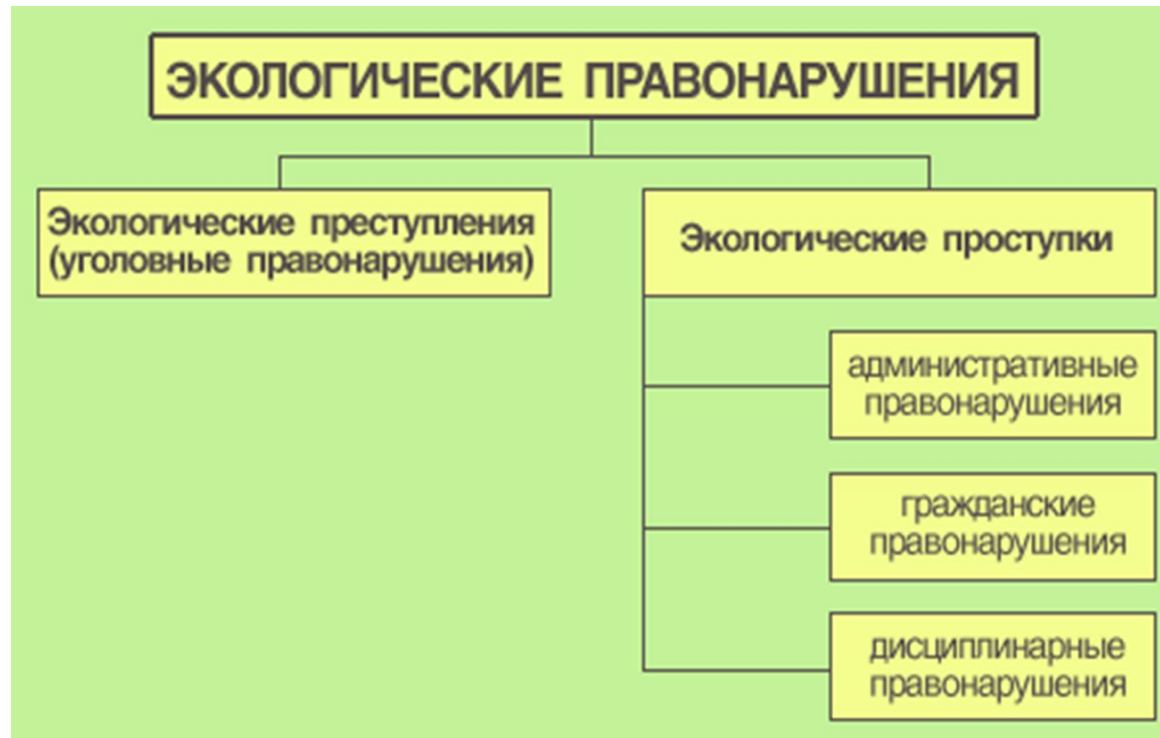 ЭКОЛОГИЧЕСКИЕ ПРАВОНАРУШЕНИЯ
Экологические преступления
(уголовные правонарушения)
Экологические проступки
административные
правонарушения
гражданские
правонарушения
дисциплинарные
правонарушения